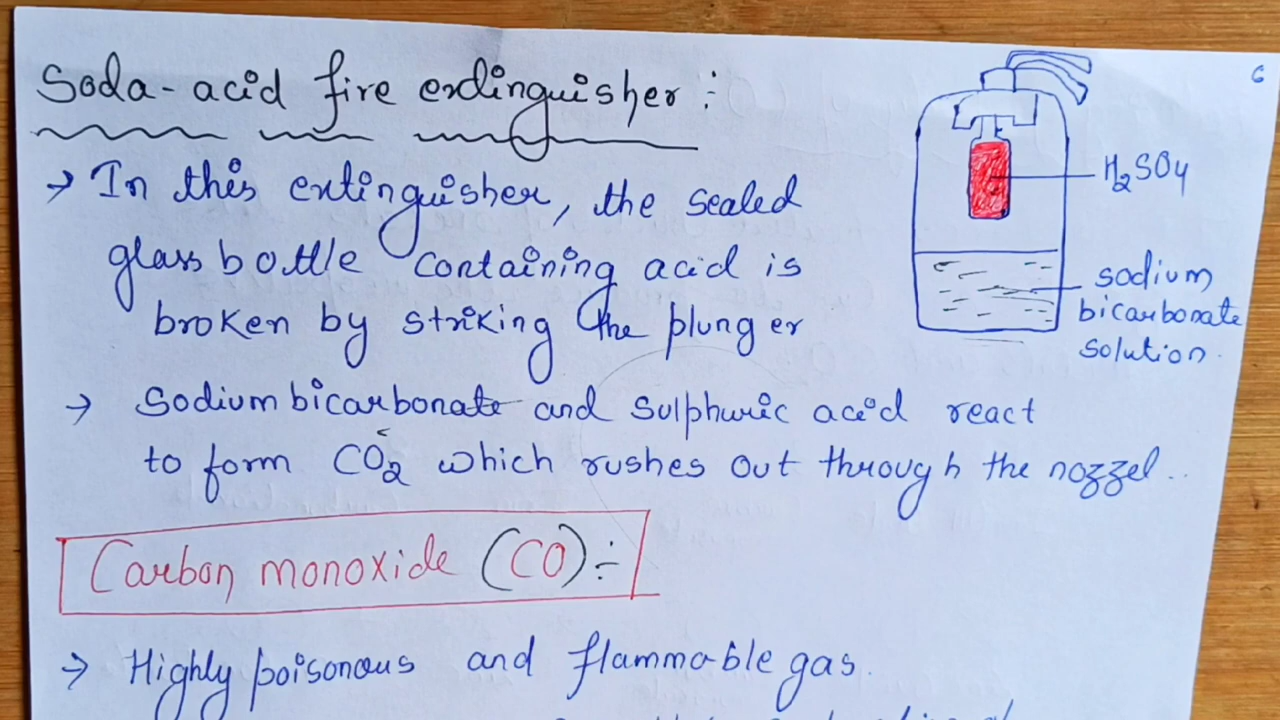 6
Soda-acid fire extinguisher :-
→ In this extinguisher, the sealed
glass bottle containing acid is
broken by striking the plunger
H₂SO₄
sodium
bicarbonate
solution.
→ Sodium bicarbonate and Sulphuric acid react
to form CO₂ which rushes out through the nozzel..
Carbon monoxide (CO) :-
→ Highly poisonous and flammable gas.